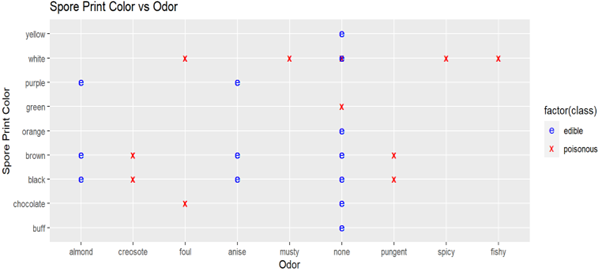 Spore Print Color vs Odor
Spore Print Color
yellow e
white x x e x x
purple e e
green x
orange e
brown e x e e x
black e x e e x
chocolate x e
buff e
almond creosote foul anise musty none pungent spicy fishy
Odor
factor(class)
e edible
x poisonous